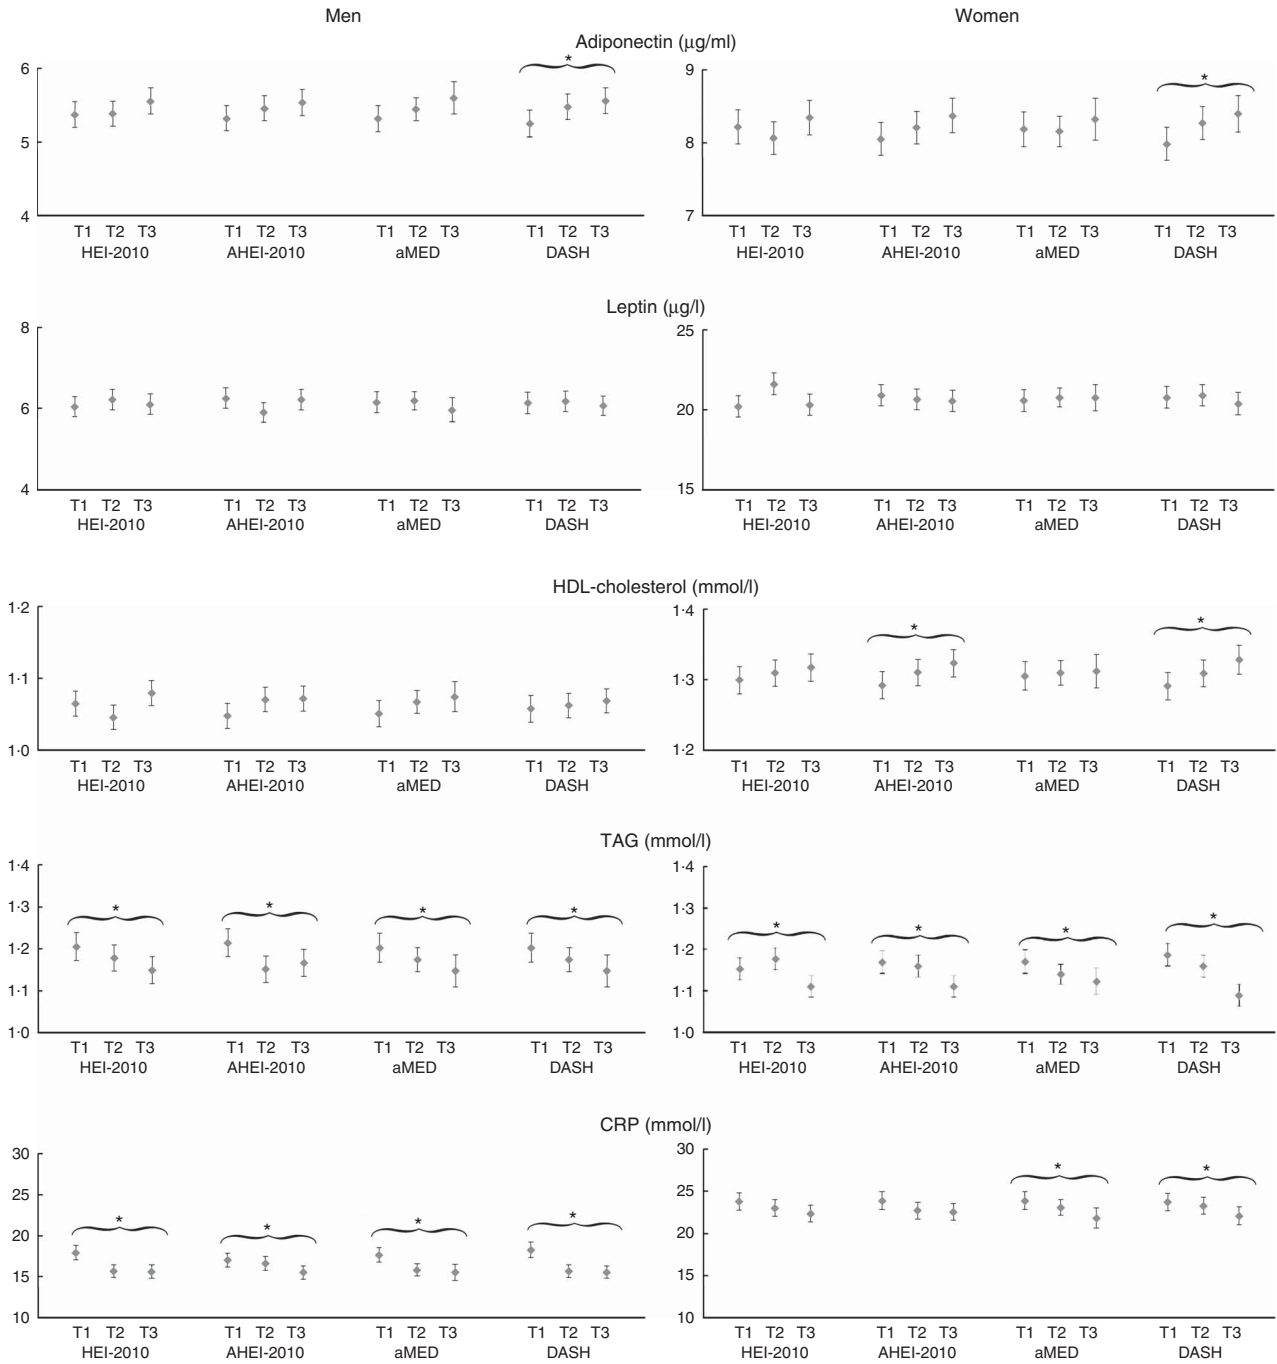 Men Women
Adiponectin (μg/ml)
6 * 9 *
5 8
4 7
T1 T2 T3 T1 T2 T3 T1 T2 T3 T1 T2 T3 T1 T2 T3 T1 T2 T3 T1 T2 T3 T1 T2 T3
HEI-2010 AHEI-2010 aMED DASH HEI-2010 AHEI-2010 aMED DASH
Leptin (μg/l)
8 25
6 20
4 15
T1 T2 T3 T1 T2 T3 T1 T2 T3 T1 T2 T3 T1 T2 T3 T1 T2 T3 T1 T2 T3 T1 T2 T3
HEI-2010 AHEI-2010 aMED DASH HEI-2010 AHEI-2010 aMED DASH
HDL-cholesterol (mmol/l)
1·2 1·4 * *
1·1 1·3
1·0 1·2
T1 T2 T3 T1 T2 T3 T1 T2 T3 T1 T2 T3 T1 T2 T3 T1 T2 T3 T1 T2 T3 T1 T2 T3
HEI-2010 AHEI-2010 aMED DASH HEI-2010 AHEI-2010 aMED DASH
TAG (mmol/l)
1·4 1·4
1·3 * * * * 1·3 * * * *
1·2 1·2
1·1 1·1
1·0 1·0
T1 T2 T3 T1 T2 T3 T1 T2 T3 T1 T2 T3 T1 T2 T3 T1 T2 T3 T1 T2 T3 T1 T2 T3
HEI-2010 AHEI-2010 aMED DASH HEI-2010 AHEI-2010 aMED DASH
CRP (mmol/l)
30 30 * *
25 25
20 * * * * 20
15 15
10 10
T1 T2 T3 T1 T2 T3 T1 T2 T3 T1 T2 T3 T1 T2 T3 T1 T2 T3 T1 T2 T3 T1 T2 T3
HEI-2010 AHEI-2010 aMED DASH HEI-2010 AHEI-2010 aMED DASH